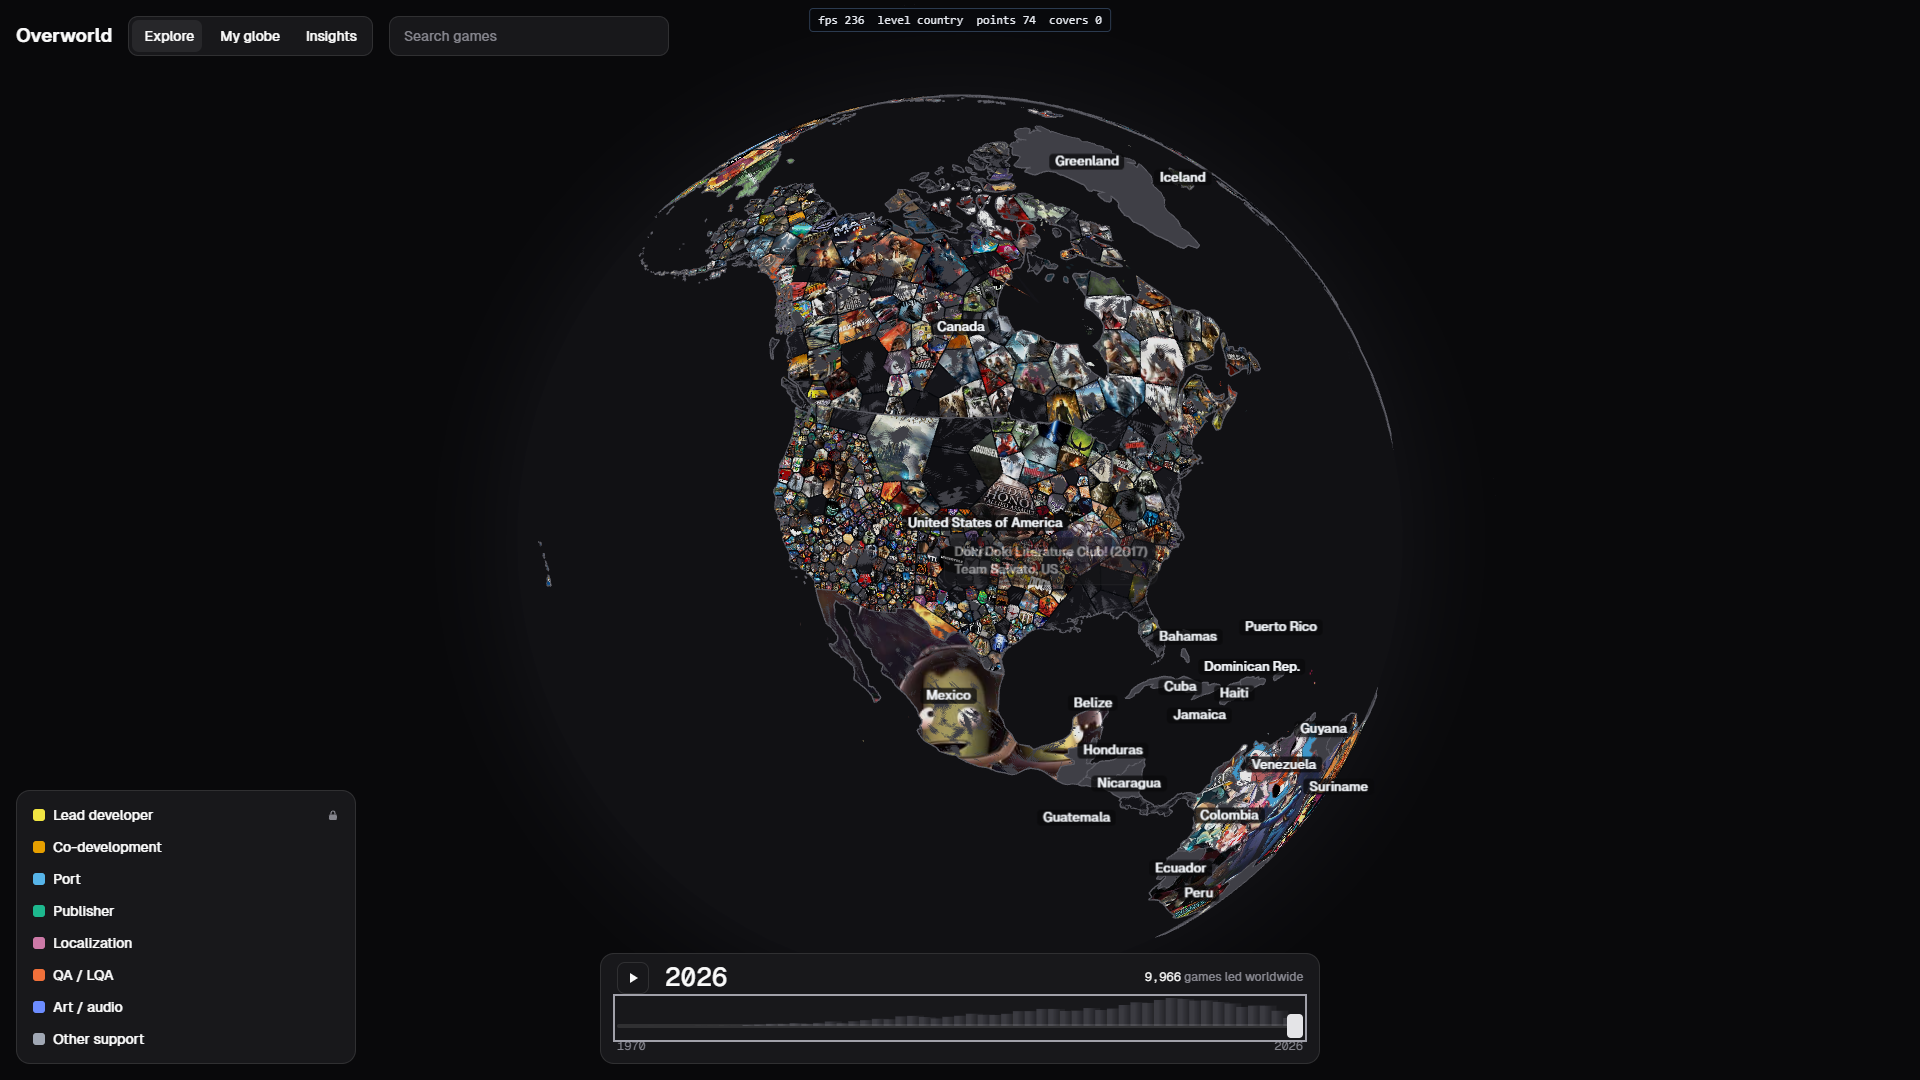 Overworld
Explore
My globe
Insights
Search games
fps 236 level country points 74 covers 0
Greenland
Iceland
Canada
United States of America
Doki Doki Literature Club! (2017)
Team Salvato, US
Puerto Rico
Bahamas
Dominican Rep.
Cuba
Haiti
Mexico
Belize
Jamaica
Guyana
Honduras
Venezuela
Nicaragua
Suriname
Guatemala
Colombia
Ecuador
Peru
Lead developer
Co-development
Port
Publisher
Localization
QA / LQA
Art / audio
Other support
2026
9,966 games led worldwide
1970
2026